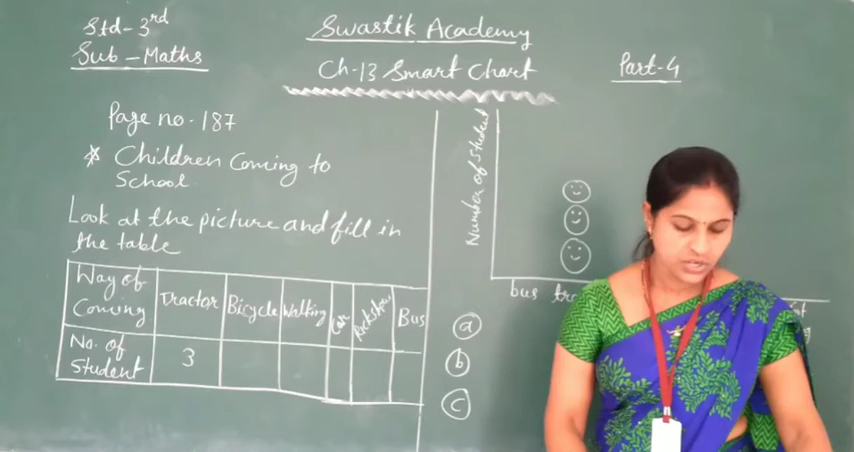 Std-3rd
Sub-Maths
Swastik Academy
Ch-13 Smart Chart
Part-4
Page no.-187
* Children Coming to
School.
Look at the picture and fill in
the table
Way of Coming Tractor Bicycle Walking Car Rickshaw Bus
No. of Student 3
Number of Student
bus
a
b
c